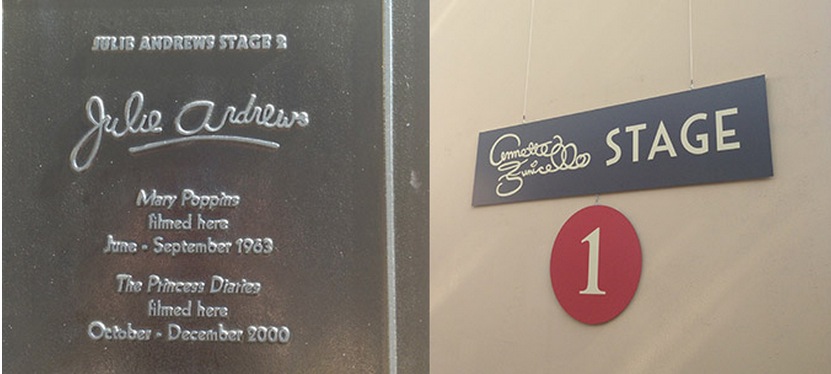 JULIE ANDREWS STAGE 2
Julie Andrews
Mary Poppins
filmed here
June - September 1963
The Princess Diaries
filmed here
October - December 2000
Annette Funicello STAGE
1